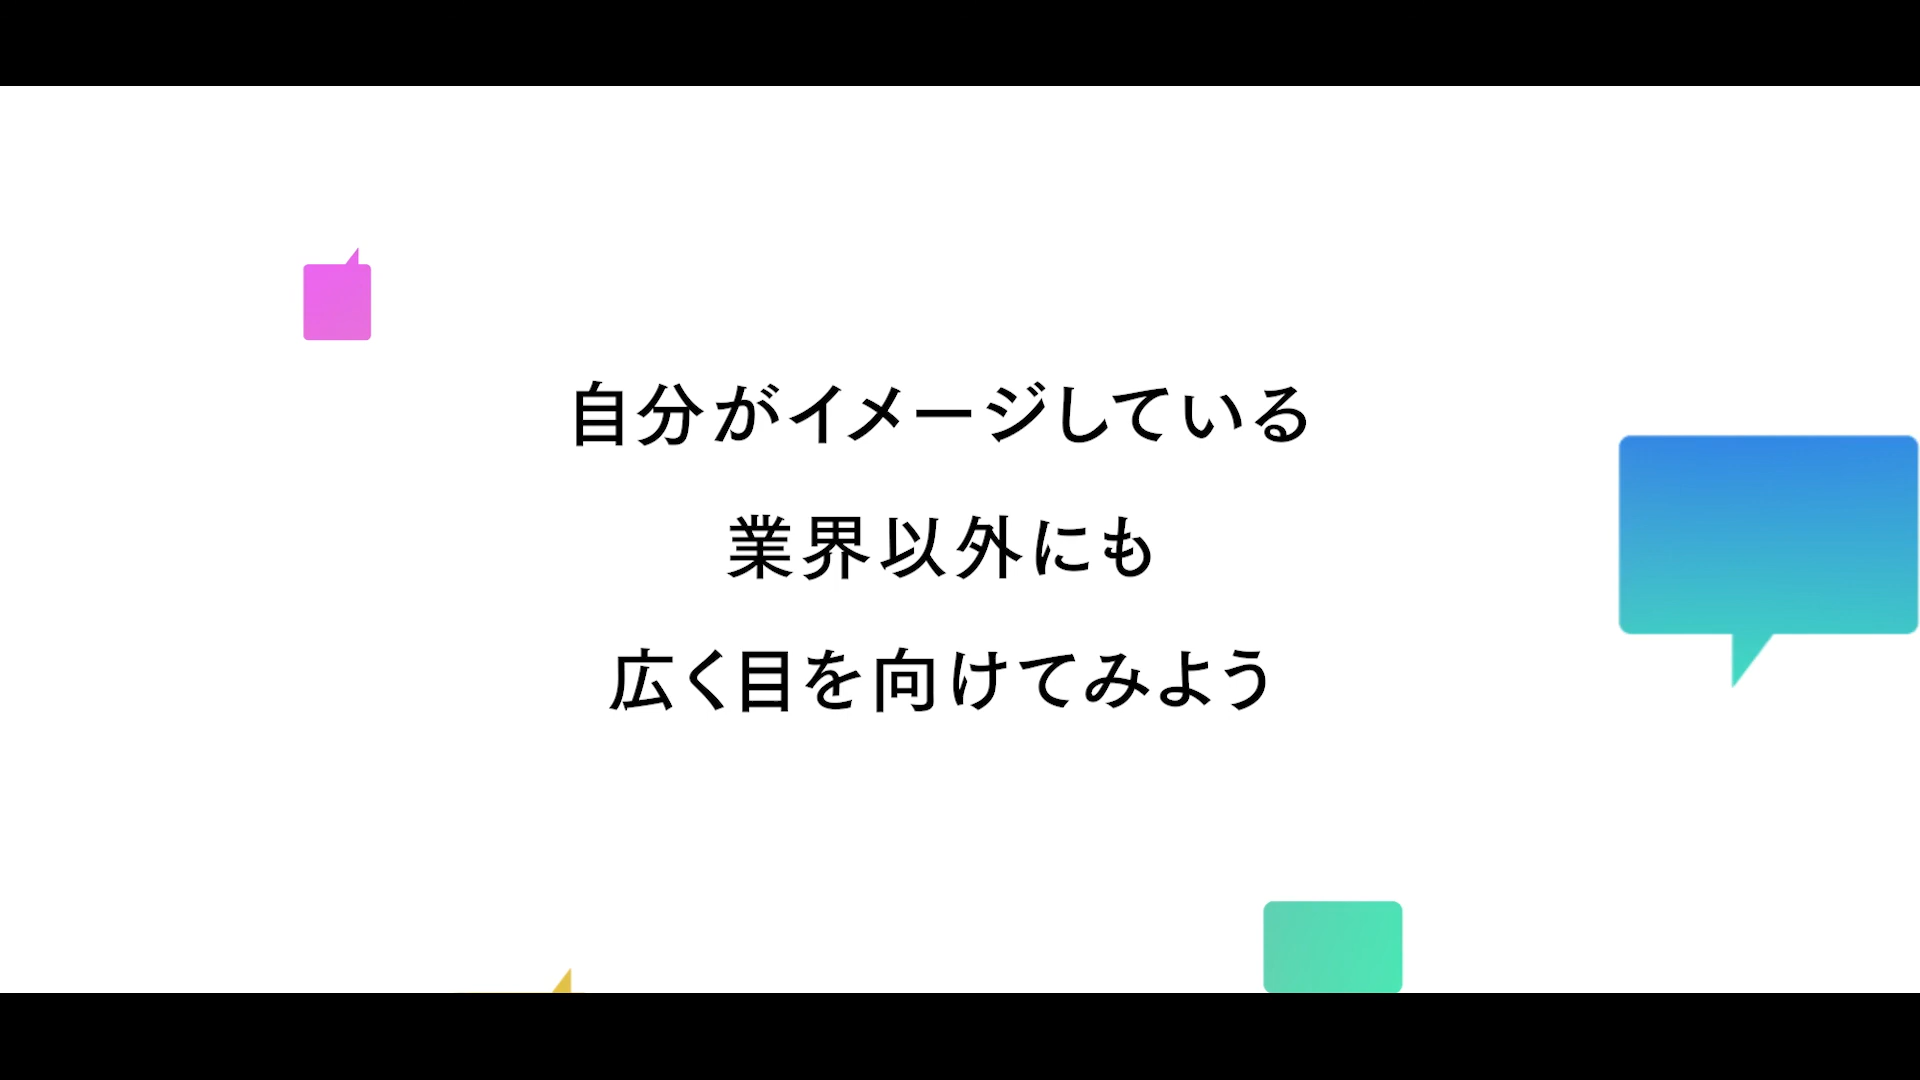 自分がイメージしている
業界以外にも
広く目を向けてみよう